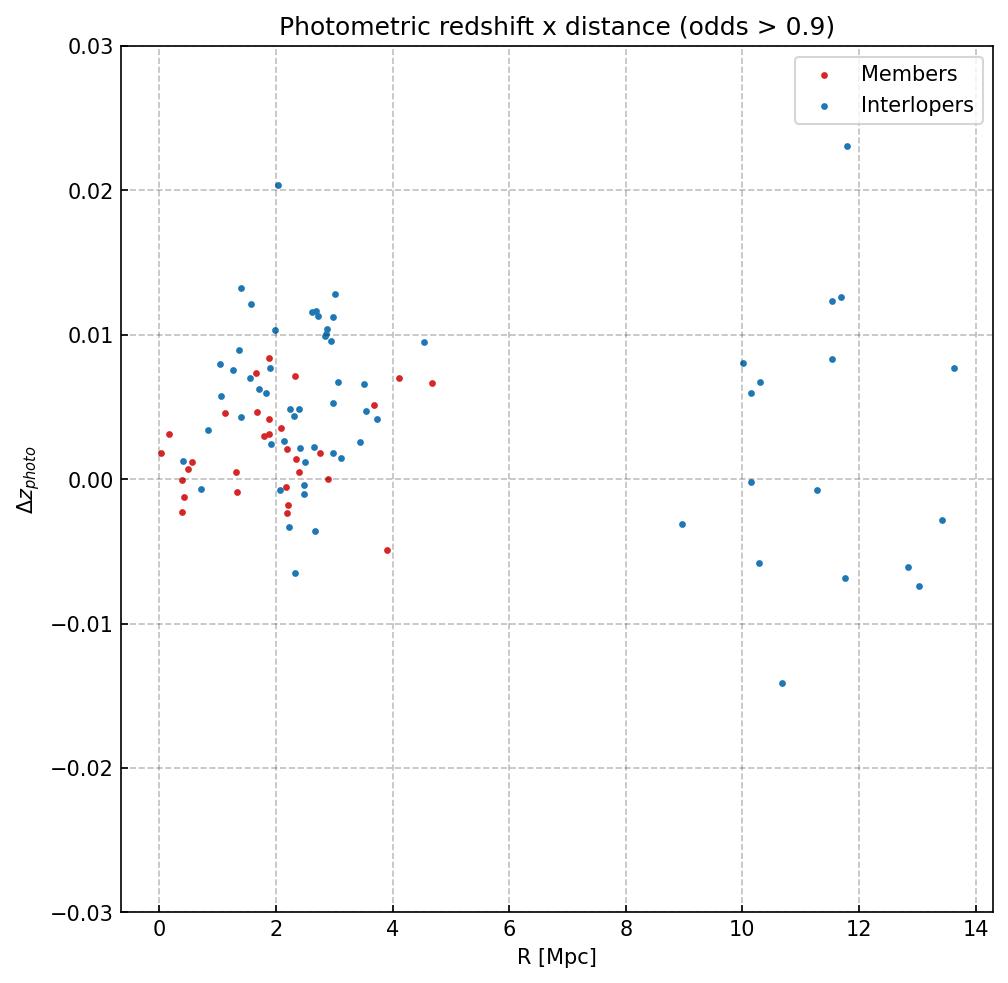 Photometric redshift x distance (odds > 0.9)
Members
Interlopers
0.03
0.02
0.01
0.00
−0.01
−0.02
−0.03
Δz_photo
0 2 4 6 8 10 12 14
R [Mpc]